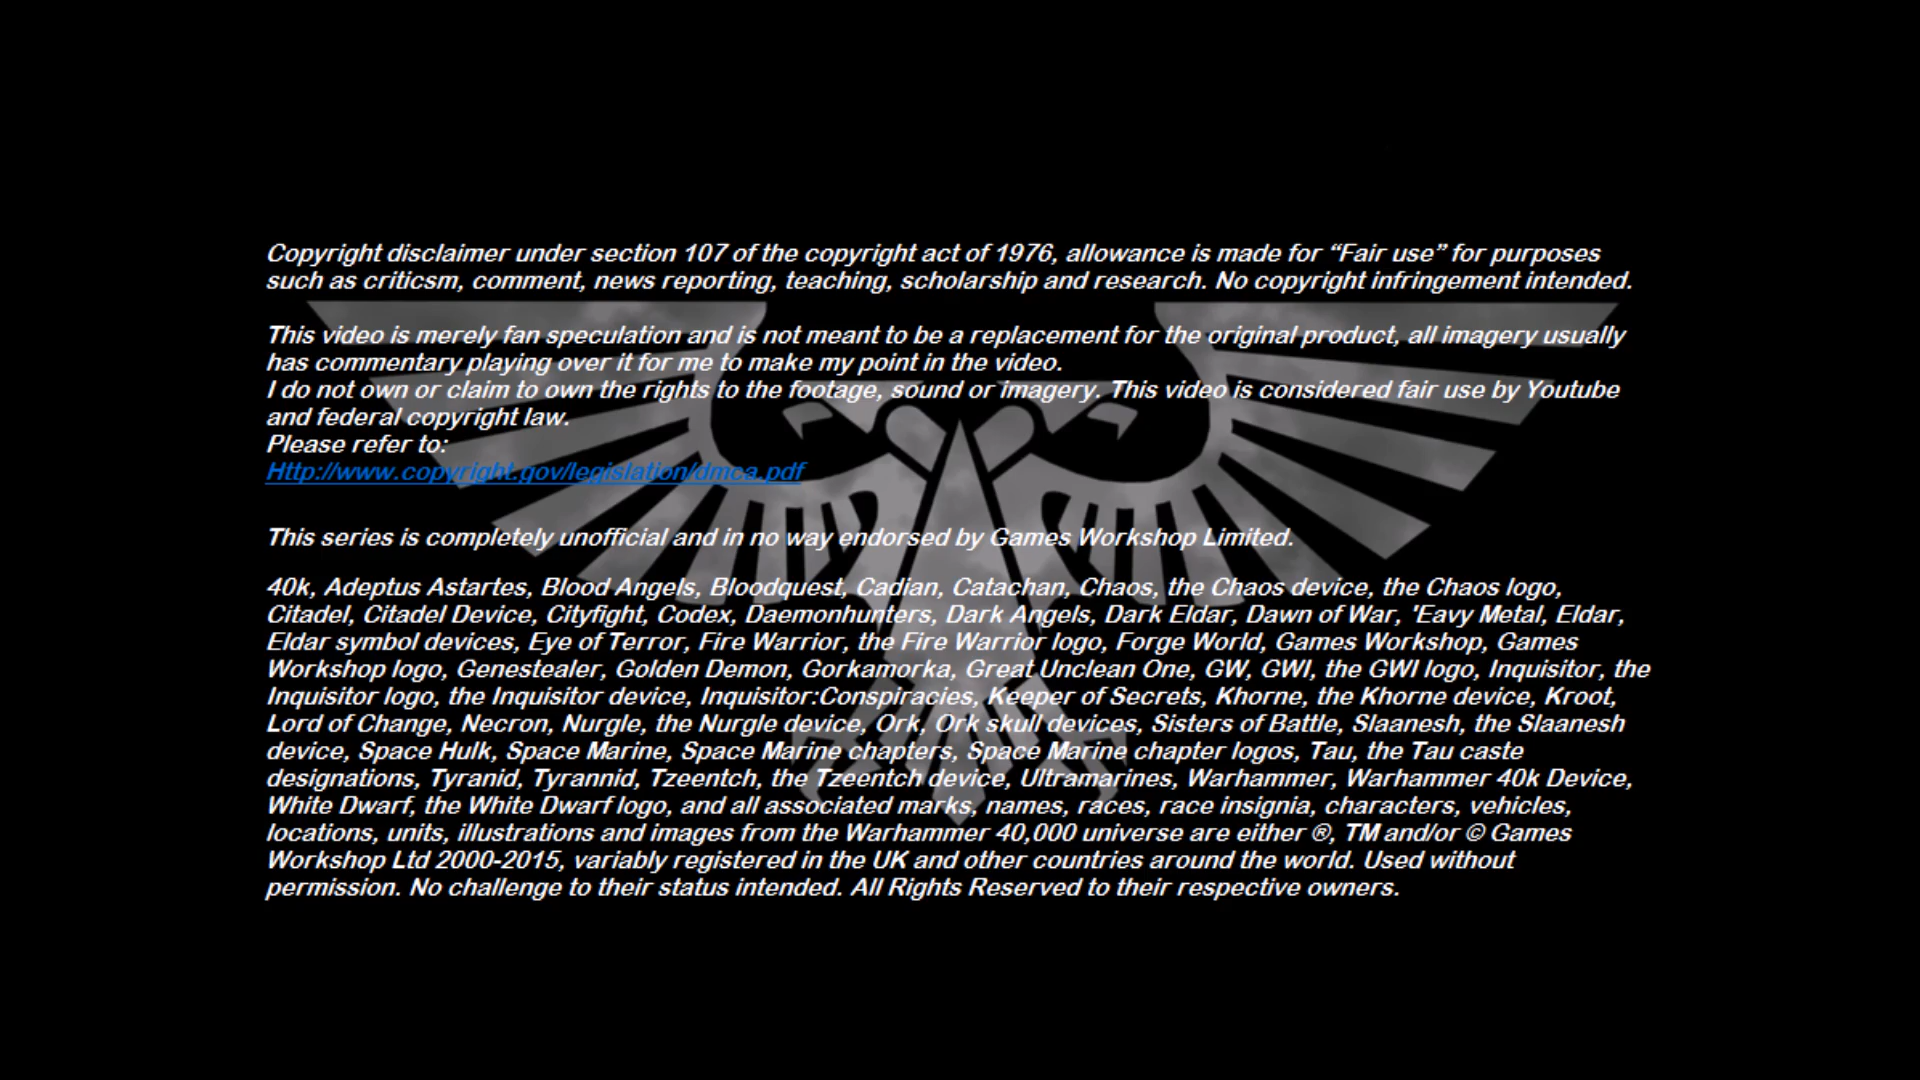 Copyright disclaimer under section 107 of the copyright act of 1976, allowance is made for “Fair use” for purposes
such as criticsm, comment, news reporting, teaching, scholarship and research. No copyright infringement intended.
This video is merely fan speculation and is not meant to be a replacement for the original product, all imagery usually
has commentary playing over it for me to make my point in the video.
I do not own or claim to own the rights to the footage, sound or imagery. This video is considered fair use by Youtube
and federal copyright law.
Please refer to:
Http://www.copyright.gov/legislation/dmca.pdf
This series is completely unofficial and in no way endorsed by Games Workshop Limited.
40k, Adeptus Astartes, Blood Angels, Bloodquest, Cadian, Catachan, Chaos, the Chaos device, the Chaos logo,
Citadel, Citadel Device, Cityfight, Codex, Daemonhunters, Dark Angels, Dark Eldar, Dawn of War, 'Eavy Metal, Eldar,
Eldar symbol devices, Eye of Terror, Fire Warrior, the Fire Warrior logo, Forge World, Games Workshop, Games
Workshop logo, Genestealer, Golden Demon, Gorkamorka, Great Unclean One, GW, GWI, the GWI logo, Inquisitor, the
Inquisitor logo, the Inquisitor device, Inquisitor:Conspiracies, Keeper of Secrets, Khorne, the Khorne device, Kroot,
Lord of Change, Necron, Nurgle, the Nurgle device, Ork, Ork skull devices, Sisters of Battle, Slaanesh, the Slaanesh
device, Space Hulk, Space Marine, Space Marine chapters, Space Marine chapter logos, Tau, the Tau caste
designations, Tyranid, Tyrannid, Tzeentch, the Tzeentch device, Ultramarines, Warhammer, Warhammer 40k Device,
White Dwarf, the White Dwarf logo, and all associated marks, names, races, race insignia, characters, vehicles,
locations, units, illustrations and images from the Warhammer 40,000 universe are either ®, TM and/or © Games
Workshop Ltd 2000-2015, variably registered in the UK and other countries around the world. Used without
permission. No challenge to their status intended. All Rights Reserved to their respective owners.